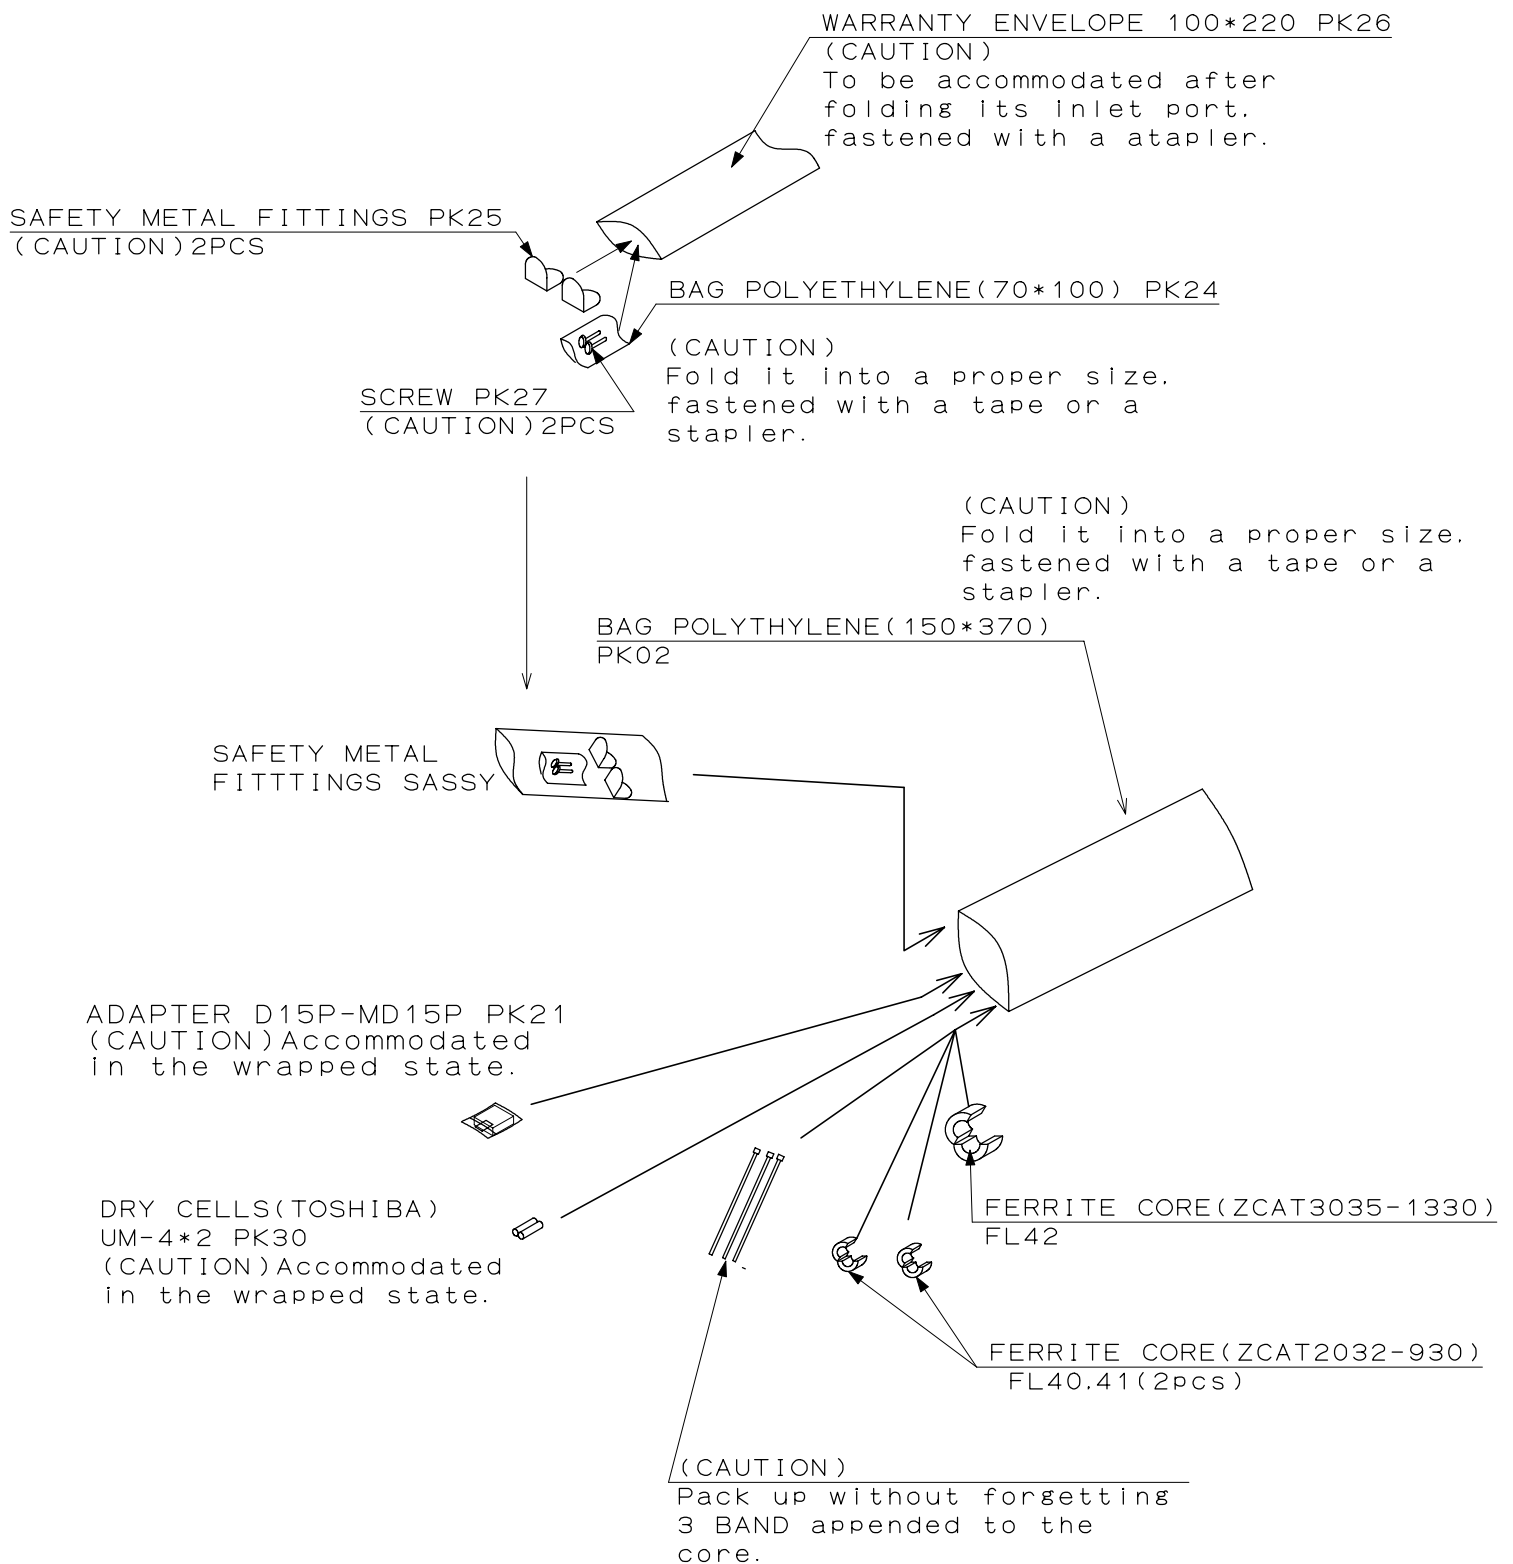 WARRANTY ENVELOPE 100*220 PK26
(CAUTION)
To be accommodated after
folding its inlet port.
fastened with a atapler.
SAFETY METAL FITTINGS PK25
(CAUTION)2PCS
BAG POLYETHYLENE(70*100) PK24
(CAUTION)
Fold it into a proper size.
fastened with a tape or a
stapler.
SCREW PK27
(CAUTION)2PCS
(CAUTION)
Fold it into a proper size.
fastened with a tape or a
stapler.
BAG POLYTHYLENE(150*370)
PK02
SAFETY METAL
FITTTINGS SASSY
ADAPTER D15P-MD15P PK21
(CAUTION)Accommodated
in the wrapped state.
DRY CELLS(TOSHIBA)
UM-4*2 PK30
(CAUTION)Accommodated
in the wrapped state.
FERRITE CORE(ZCAT3035-1330)
FL42
FERRITE CORE(ZCAT2032-930)
FL40.41(2pcs)
(CAUTION)
Pack up without forgetting
3 BAND appended to the
core.